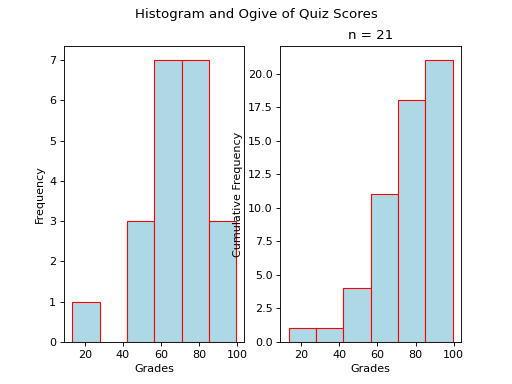 Histogram and Ogive of Quiz Scores
n = 21
Frequency
7
6
5
4
3
2
1
0
20 40 60 80 100
Grades
Cumulative Frequency
20.0
17.5
15.0
12.5
10.0
7.5
5.0
2.5
0.0
20 40 60 80 100
Grades